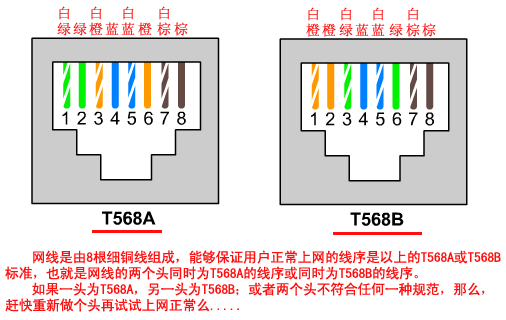 白 白 白 白 白 白 白 白
绿 绿 橙 蓝 蓝 橙 棕 棕 橙 橙 绿 蓝 蓝 绿 棕 棕
1 2 3 4 5 6 7 8 1 2 3 4 5 6 7 8
T568A T568B
网线是由8根细铜线组成，能够保证用户正常上网的线序是以上的T568A或T568B
标准，也就是网线的两个头同时为T568A的线序或同时为T568B的线序。
如果一头为T568A，另一头为T568B；或者两个头不符合任何一种规范，那么，
赶快重新做个头再试试上网正常么.....